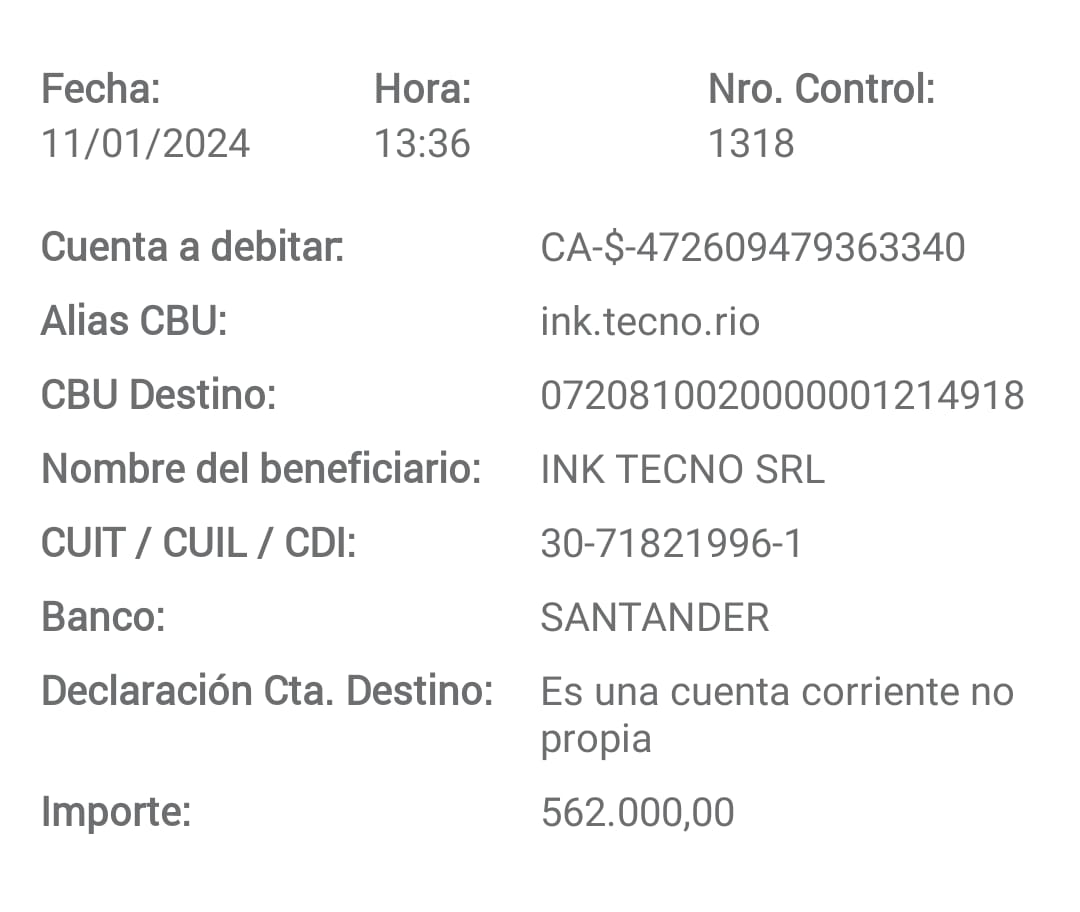 Fecha: Hora: Nro. Control:
11/01/2024 13:36 1318
Cuenta a debitar: CA-$-472609479363340
Alias CBU: ink.tecno.rio
CBU Destino: 0720810020000001214918
Nombre del beneficiario: INK TECNO SRL
CUIT / CUIL / CDI: 30-71821996-1
Banco: SANTANDER
Declaración Cta. Destino: Es una cuenta corriente no
propia
Importe: 562.000,00